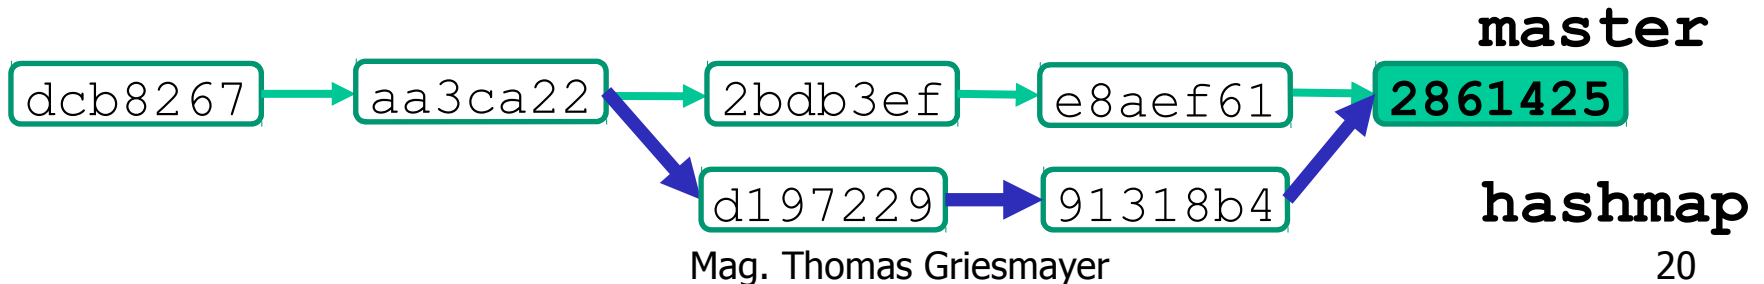 master
dcb8267 aa3ca22 2bdb3ef e8aef61 2861425
d197229 91318b4 hashmap
Mag. Thomas Griesmayer 20